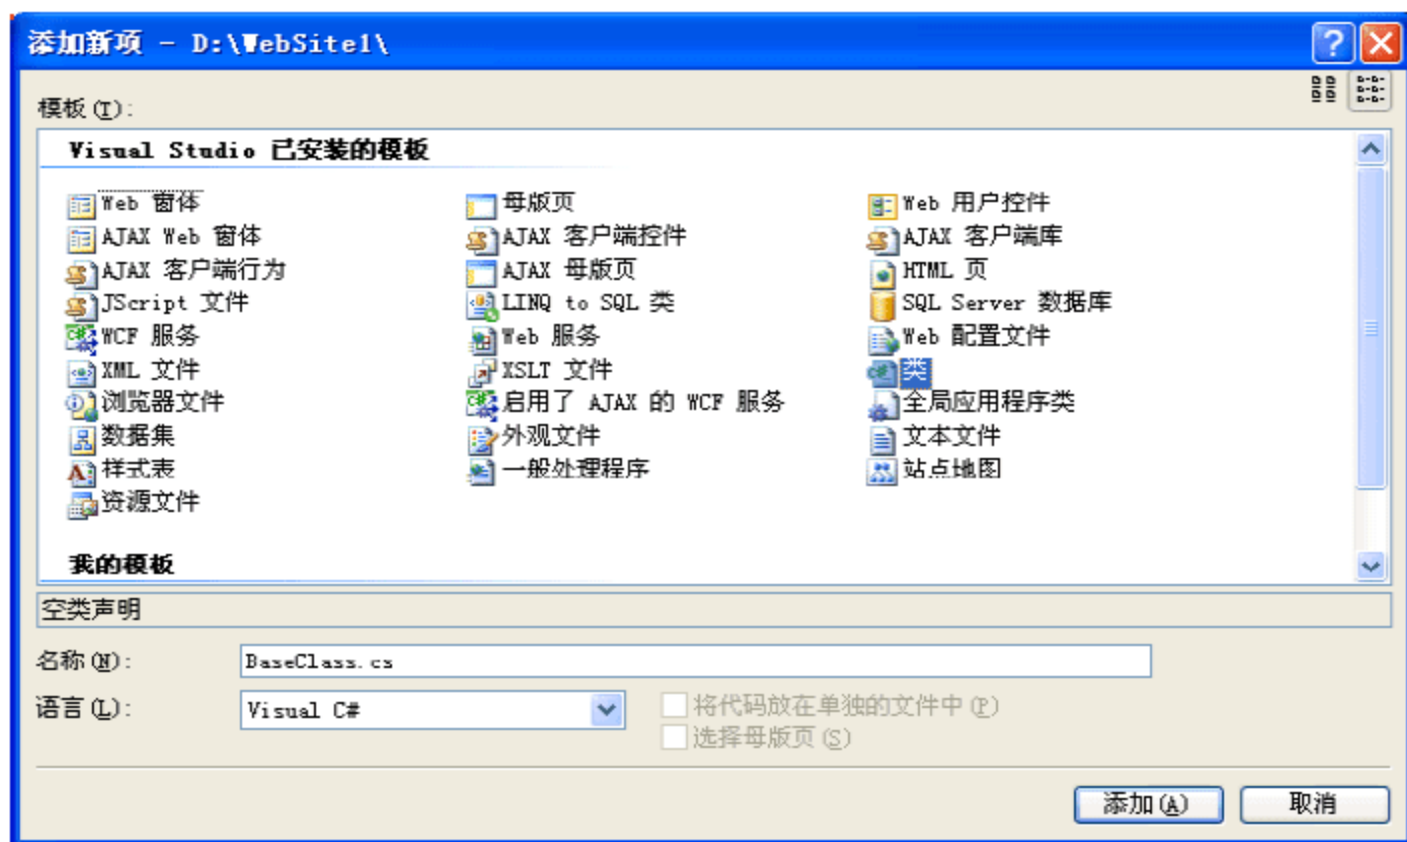 添加新项 - D:\WebSite1\
模板(T):
Visual Studio 已安装的模板
Web 窗体 母版页 Web 用户控件
AJAX Web 窗体 AJAX 客户端控件 AJAX 客户端库
AJAX 客户端行为 AJAX 母版页 HTML 页
JScript 文件 LINQ to SQL 类 SQL Server 数据库
WCF 服务 Web 服务 Web 配置文件
XML 文件 XSLT 文件 类
浏览器文件 启用了 AJAX 的 WCF 服务 全局应用程序类
数据集 外观文件 文本文件
样式表 一般处理程序 站点地图
资源文件
我的模板
空类声明
名称(N): BaseClass.cs
语言(L): Visual C# 将代码放在单独的文件中(P)
选择母版页(S)
添加(A) 取消